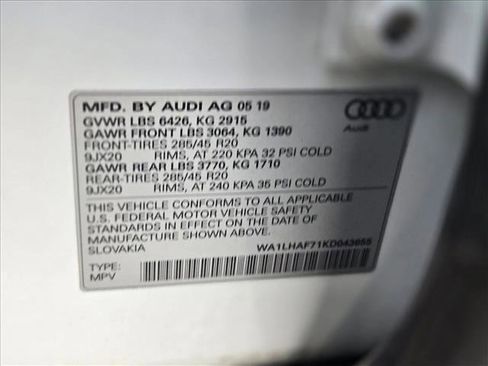 MFD. BY AUDI AG 05 19
GVWR LBS 6426, KG 2915
GAWR FRONT LBS 3064, KG 1390
FRONT-TIRES 285/45 R20
9JX20 RIMS, AT 220 KPA 32 PSI COLD
GAWR REAR LBS 3770, KG 1710
REAR-TIRES 285/45 R20
9JX20 RIMS, AT 240 KPA 35 PSI COLD
Audi
THIS VEHICLE CONFORMS TO ALL APPLICABLE
U.S. FEDERAL MOTOR VEHICLE SAFETY
STANDARDS IN EFFECT ON THE DATE OF
MANUFACTURE SHOWN ABOVE.
SLOVAKIA
TYPE:
MPV